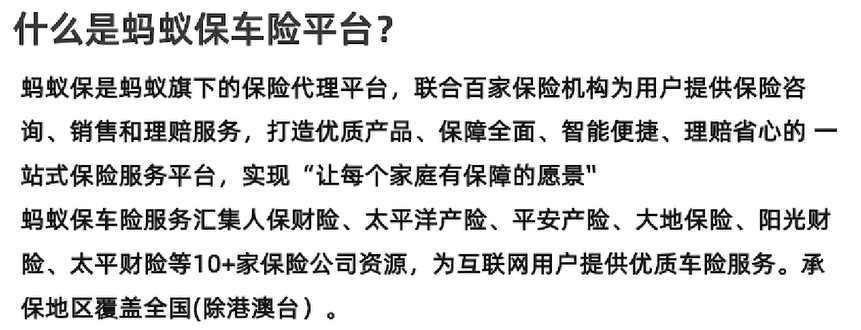 什么是蚂蚁保车险平台？
蚂蚁保是蚂蚁旗下的保险代理平台，联合百家保险机构为用户提供保险咨
询、销售和理赔服务，打造优质产品、保障全面、智能便捷、理赔省心的 一
站式保险服务平台，实现“让每个家庭有保障的愿景"
蚂蚁保车险服务汇集人保财险、太平洋产险、平安产险、大地保险、阳光财
险、太平财险等10+家保险公司资源，为互联网用户提供优质车险服务。承
保地区覆盖全国(除港澳台）。